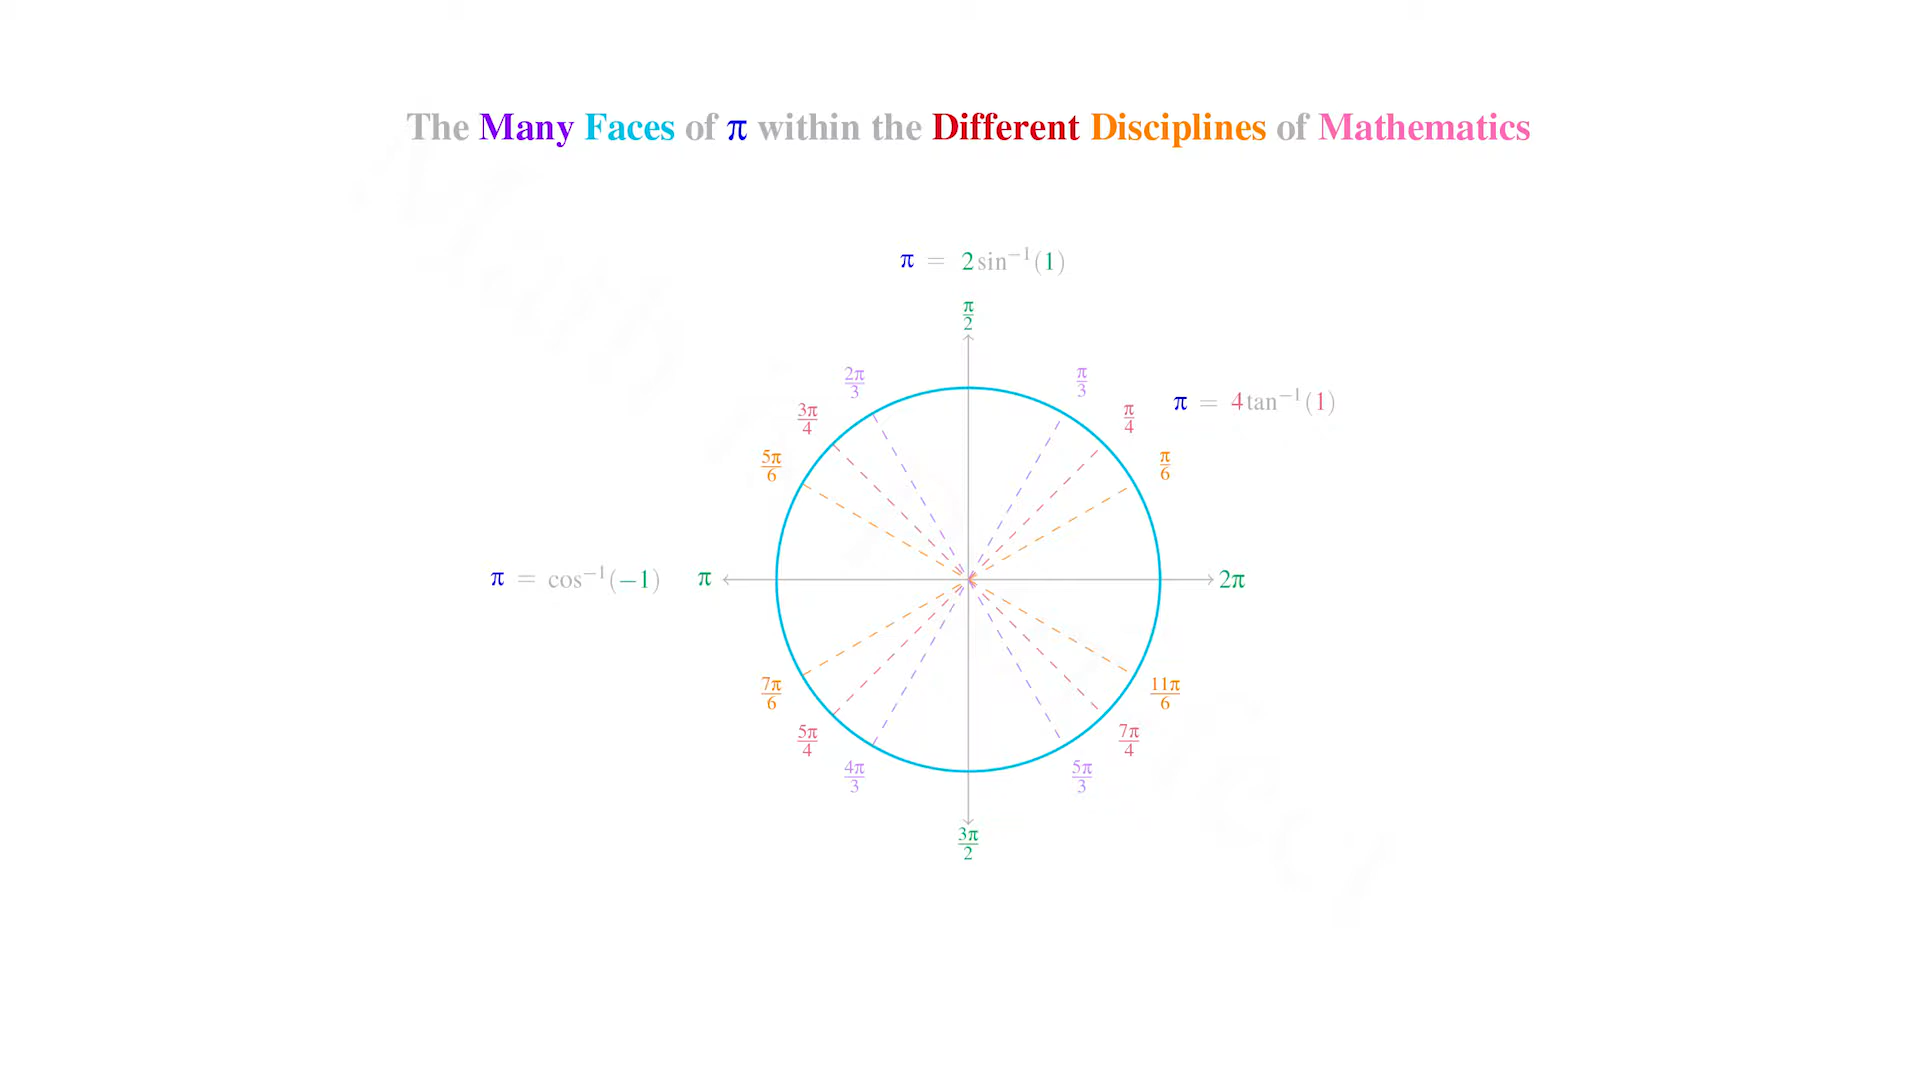 The Many Faces of π within the Different Disciplines of Mathematics
π = 2 sin⁻¹(1)
π/2
2π/3
π/3
3π/4
π/4
π = 4 tan⁻¹(1)
5π/6
π/6
π = cos⁻¹(−1)
π
2π
7π/6
11π/6
5π/4
7π/4
4π/3
5π/3
3π/2